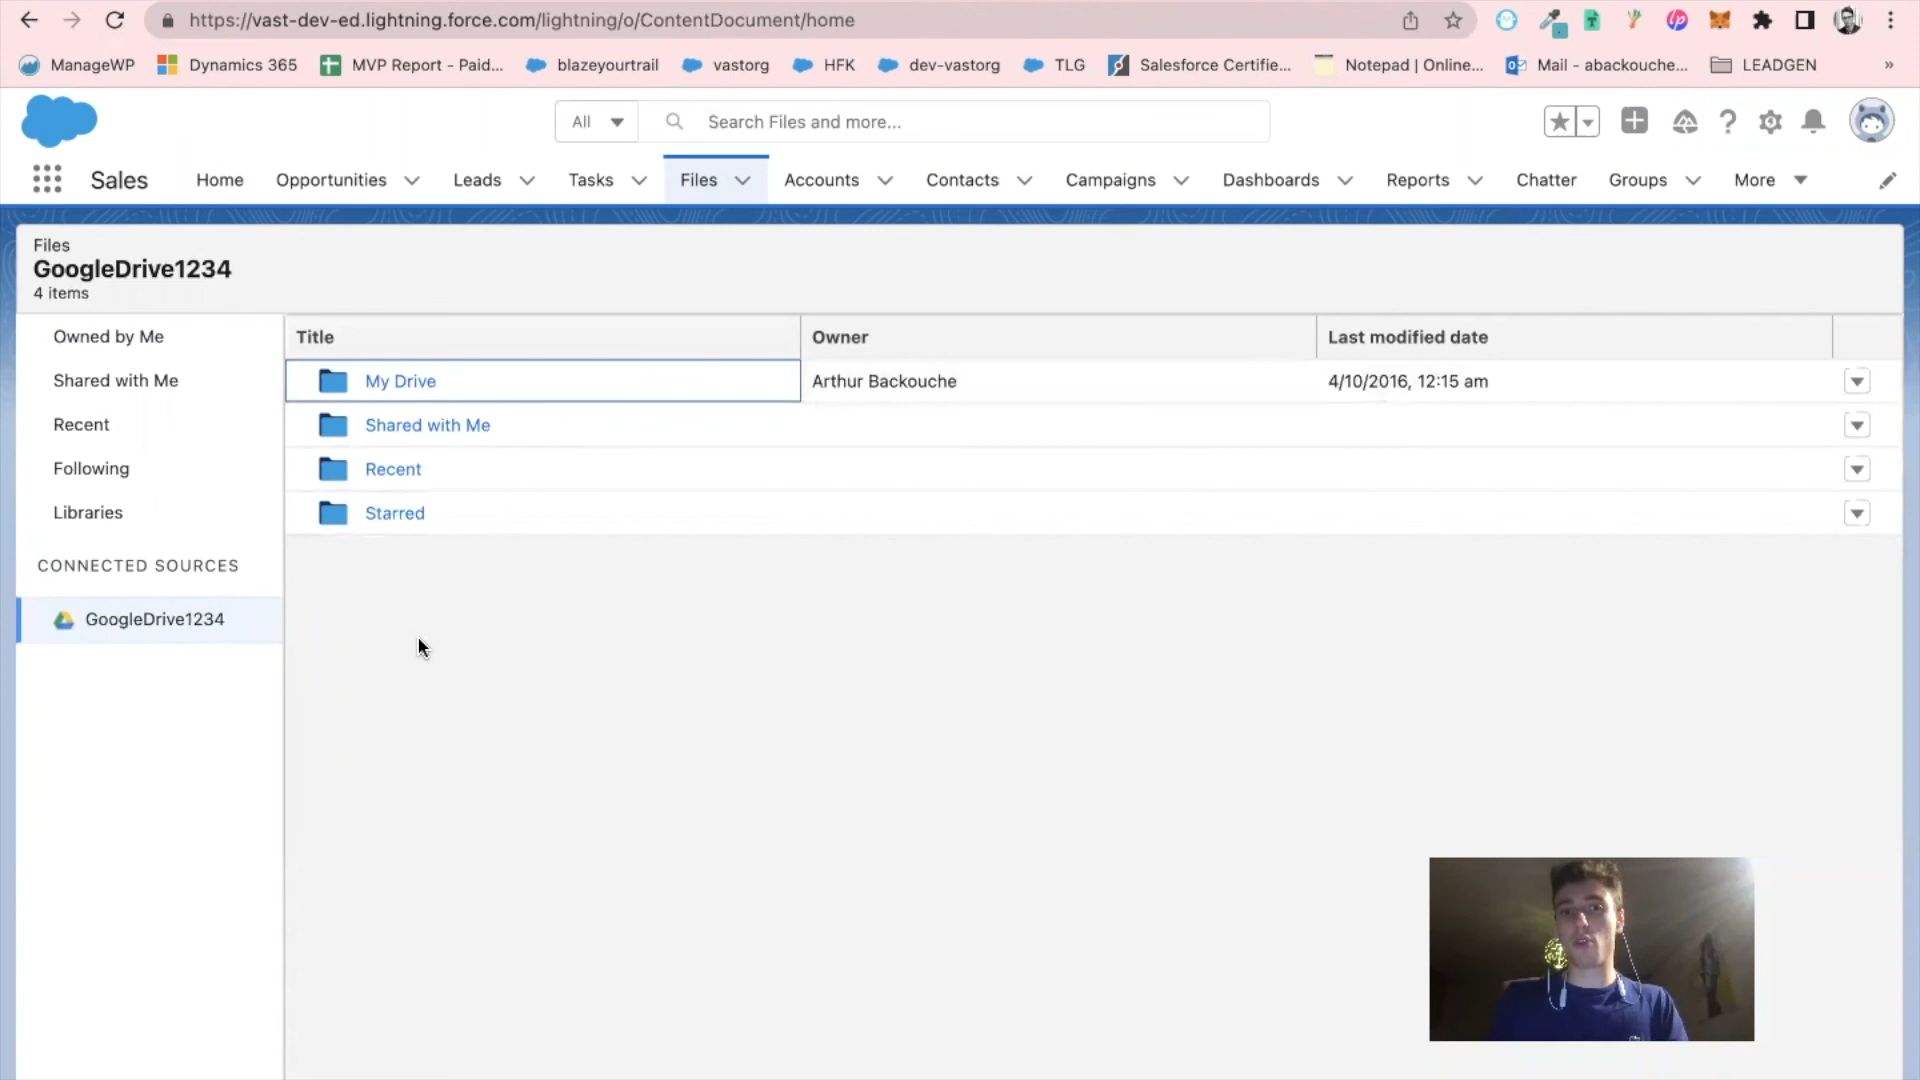 https://vast-dev-ed.lightning.force.com/lightning/o/ContentDocument/home
ManageWP Dynamics 365 MVP Report - Paid... blazeyourtrail vastorg HFK dev-vastorg TLG Salesforce Certifie... Notepad | Online... Mail - abackouche... LEADGEN »
All Search Files and more...
Sales Home Opportunities Leads Tasks Files Accounts Contacts Campaigns Dashboards Reports Chatter Groups More
Files
GoogleDrive1234
4 items
Owned by Me
Shared with Me
Recent
Following
Libraries
CONNECTED SOURCES
GoogleDrive1234
Title Owner Last modified date
My Drive Arthur Backouche 4/10/2016, 12:15 am
Shared with Me
Recent
Starred